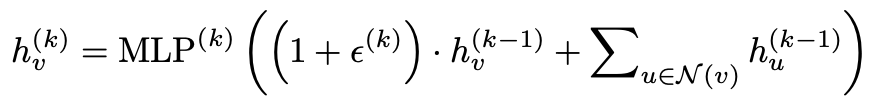 h_v^{(k)} = MLP^{(k)} ( ( 1 + ϵ^{(k)} ) · h_v^{(k−1)} + ∑_{u∈𝒩(v)} h_u^{(k−1)} )